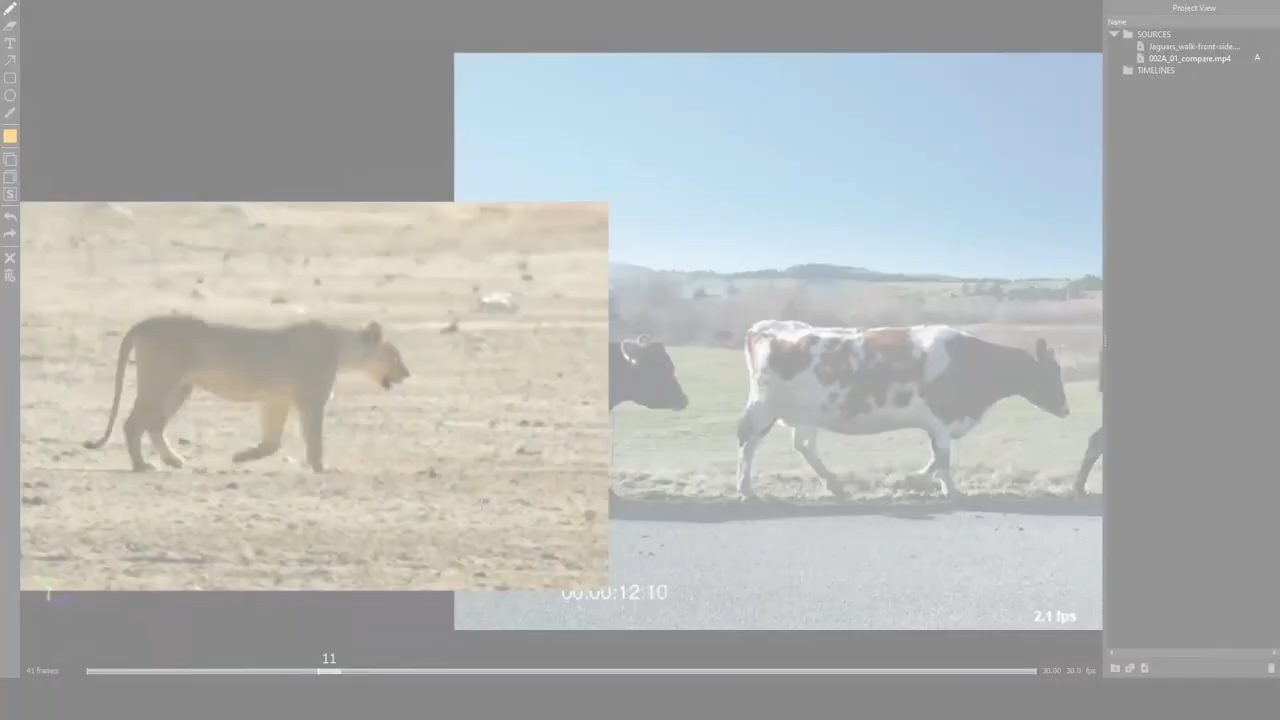 Project View
Name
SOURCES
Jaguars_walk-front-side....
002A_01_compare.mp4 A
TIMELINES
T
S
00:00:12:10
2.1 fps
11
41 frames
30.00 30.0 fps